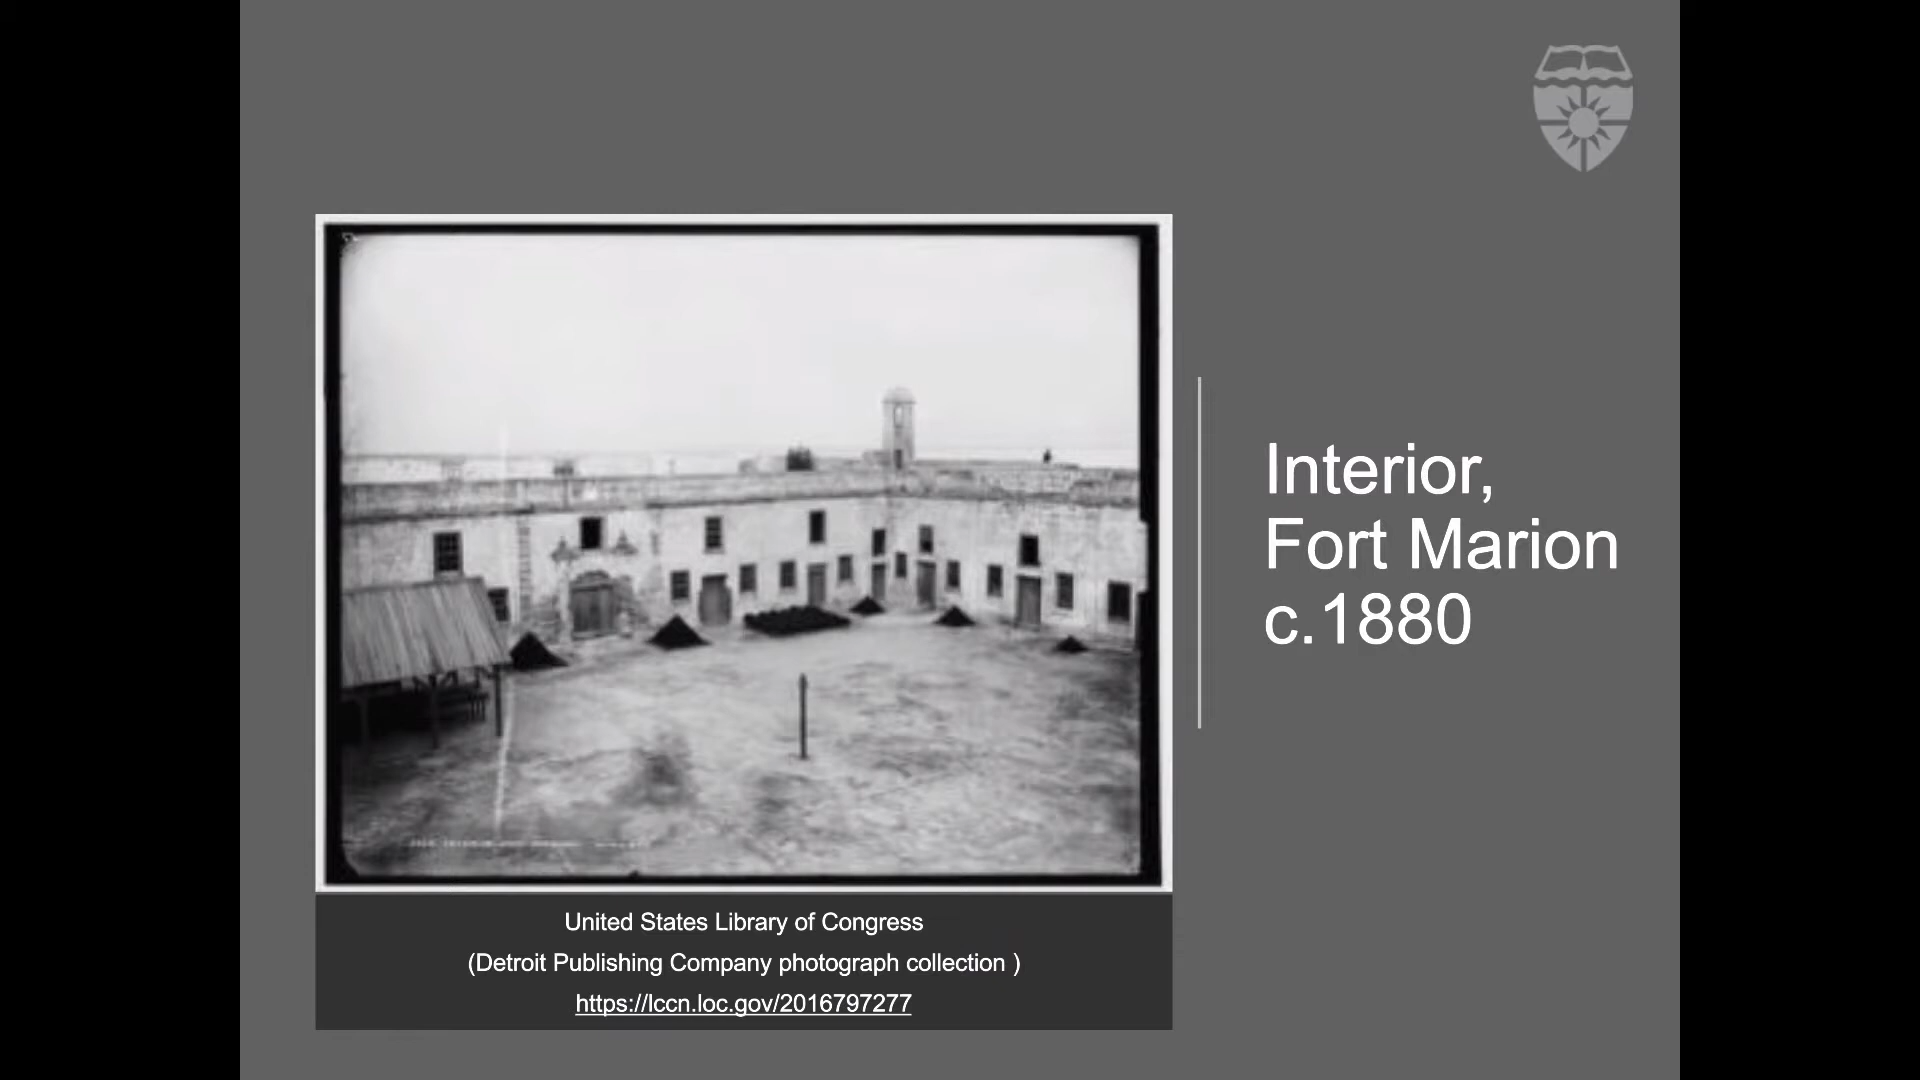 Interior,
Fort Marion
c.1880
United States Library of Congress
(Detroit Publishing Company photograph collection )
https://lccn.loc.gov/2016797277